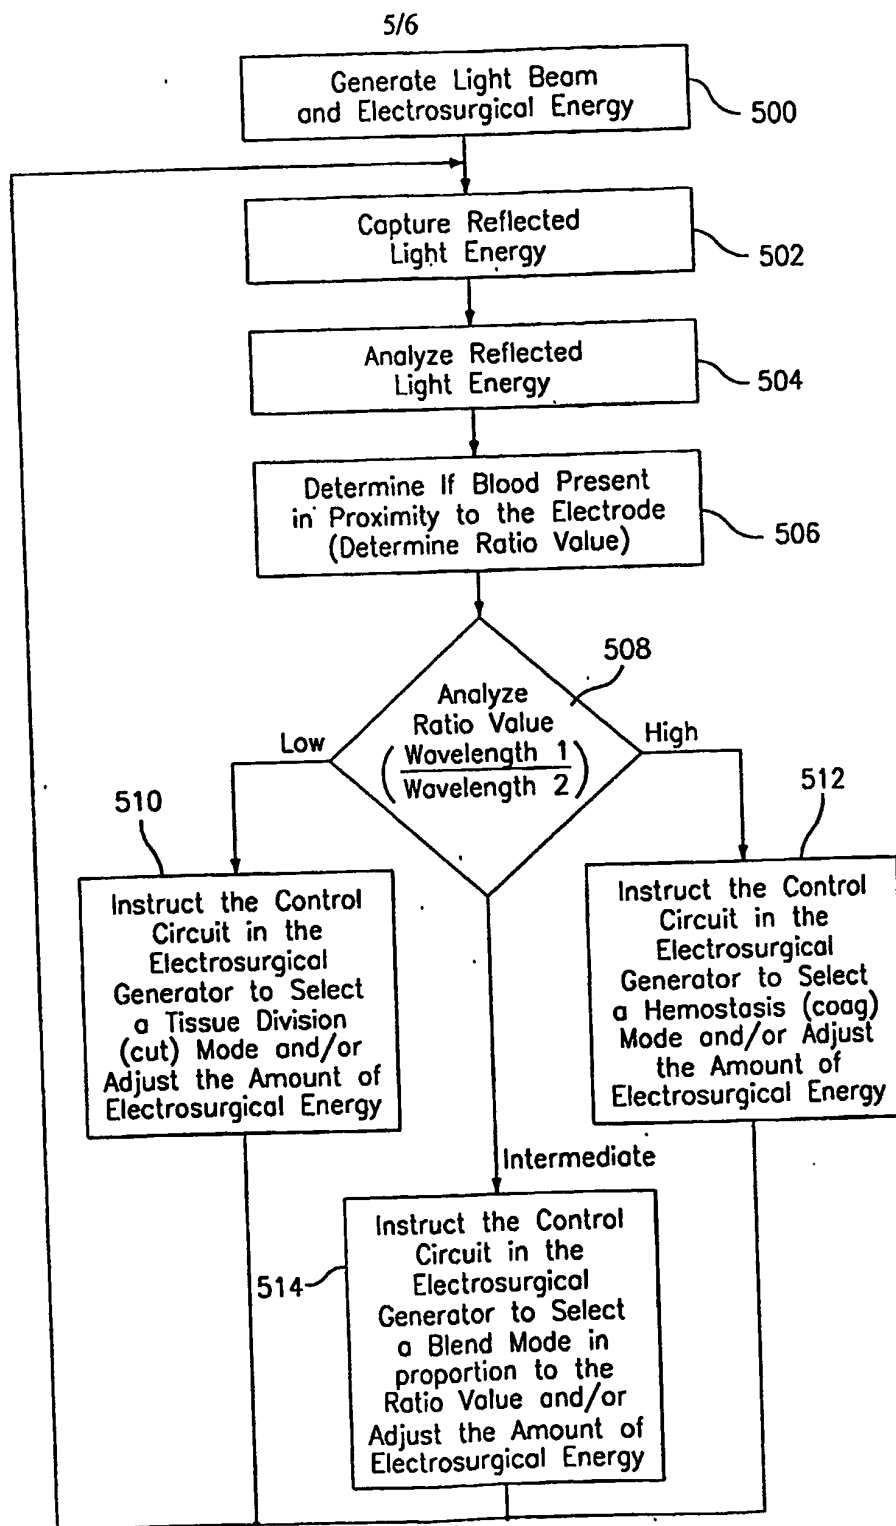 5/6
Generate Light Beam
and Electrosurgical Energy
500
Capture Reflected
Light Energy
502
Analyze Reflected
Light Energy
504
Determine If Blood Present
in Proximity to the Electrode
(Determine Ratio Value)
506
508
Analyze
Ratio Value
(Wavelength 1
Wavelength 2)
Low
High
510
Instruct the Control
Circuit in the
Electrosurgical
Generator to Select
a Tissue Division
(cut) Mode and/or
Adjust the Amount of
Electrosurgical Energy
512
Instruct the Control
Circuit in the
Electrosurgical
Generator to Select
a Hemostasis (coag)
Mode and/or Adjust
the Amount of
Electrosurgical Energy
Intermediate
514
Instruct the Control
Circuit in the
Electrosurgical
Generator to Select
a Blend Mode in
proportion to the
Ratio Value and/or
Adjust the Amount of
Electrosurgical Energy